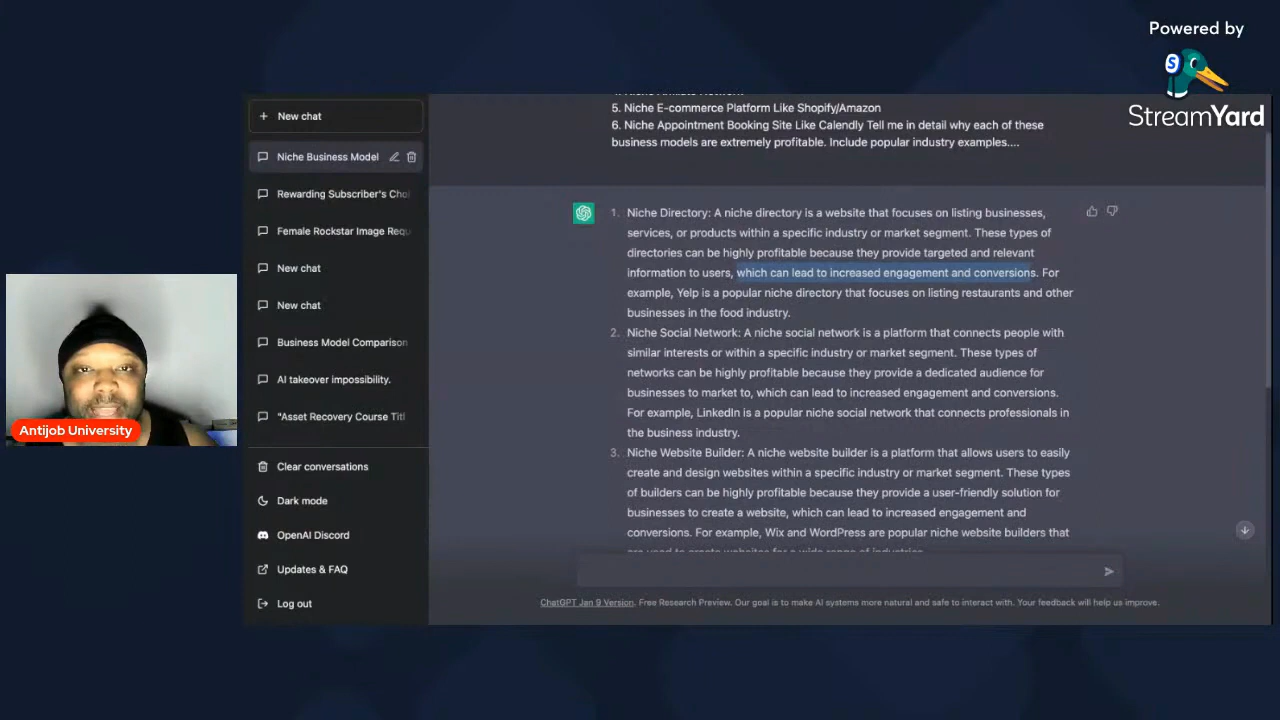 Powered by
S
StreamYard
Antijob University
New chat
Niche Business Model
Rewarding Subscriber's Choi
Female Rockstar Image Requ
New chat
New chat
Business Model Comparison
AI takeover impossibility.
"Asset Recovery Course Titl
Clear conversations
Dark mode
OpenAI Discord
Updates & FAQ
Log out
5. Niche E-commerce Platform Like Shopify/Amazon
6. Niche Appointment Booking Site Like Calendly Tell me in detail why each of these
business models are extremely profitable. Include popular industry examples....
1. Niche Directory: A niche directory is a website that focuses on listing businesses,
services, or products within a specific industry or market segment. These types of
directories can be highly profitable because they provide targeted and relevant
information to users, which can lead to increased engagement and conversions. For
example, Yelp is a popular niche directory that focuses on listing restaurants and other
businesses in the food industry.
2. Niche Social Network: A niche social network is a platform that connects people with
similar interests or within a specific industry or market segment. These types of
networks can be highly profitable because they provide a dedicated audience for
businesses to market to, which can lead to increased engagement and conversions.
For example, LinkedIn is a popular niche social network that connects professionals in
the business industry.
3. Niche Website Builder: A niche website builder is a platform that allows users to easily
create and design websites within a specific industry or market segment. These types
of builders can be highly profitable because they provide a user-friendly solution for
businesses to create a website, which can lead to increased engagement and
conversions. For example, Wix and WordPress are popular niche website builders that
are used to create websites for a wide range of industries.
ChatGPT Jan 9 Version. Free Research Preview. Our goal is to make AI systems more natural and safe to interact with. Your feedback will help us improve.